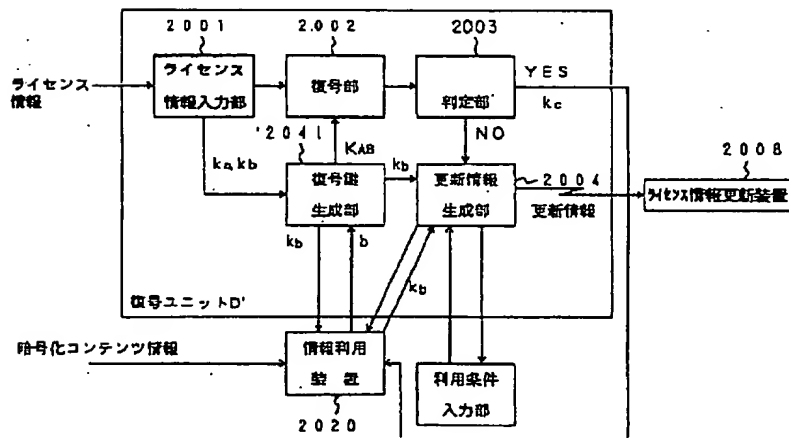 2001
2.002
2003
ライセンス
情報
ライセンス
情報入力部
復号部
判定部
YES
kc
'2041
KAB
NO
2008
ka,kb
復号鍵
生成部
kb
更新情報
生成部
2004
更新情報
ライセンス情報更新装置
kb
b
kb
復号ユニットD'
暗号化コンテンツ情報
情報利用
装置
利用条件
入力部
2020